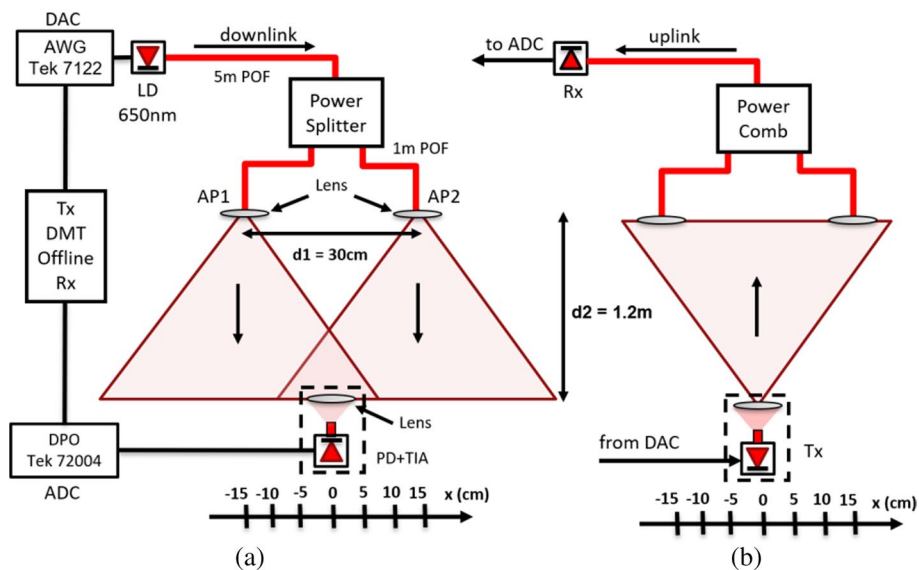 DAC
AWG
Tek 7122
LD
650nm
downlink
5m POF
Power
Splitter
1m POF
AP1
Lens
AP2
d1 = 30cm
Tx
DMT
Offline
Rx
d2 = 1.2m
Lens
PD+TIA
DPO
Tek 72004
ADC
-15 -10 -5 0 5 10 15 x (cm)
(a)
to ADC
Rx
uplink
Power
Comb
from DAC
Tx
-15 -10 -5 0 5 10 15 x (cm)
(b)